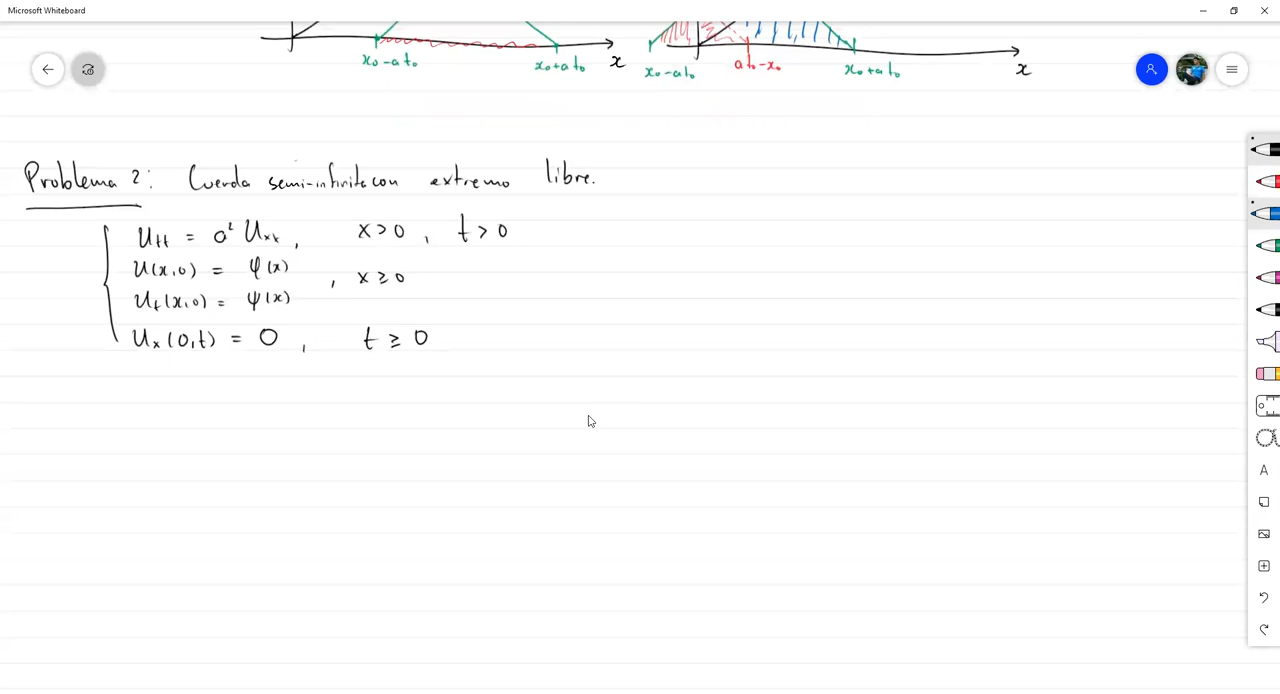 Microsoft Whiteboard
x₀-at₀
x₀+at₀
x
x₀-at₀
at₀-x₀
x₀+at₀
x
Problema 2: Cuerda semi-infinita con extremo libre.
Utt = a² Uxx, x>0, t>0
U(x,0) = φ(x)
, x ≥ 0
Ut(x,0) = ψ(x)
Ux(0,t) = 0, t ≥ 0
A